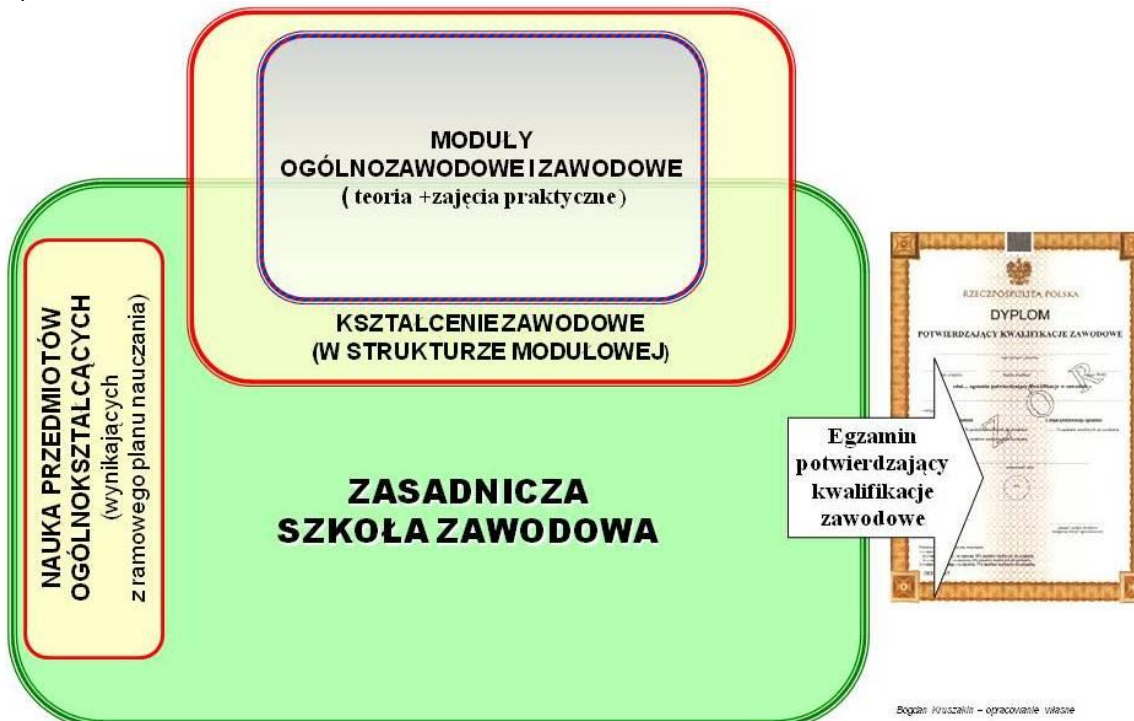 MODUŁY
OGÓLNOZAWODOWE I ZAWODOWE
( teoria +zajęcia praktyczne )
KSZTAŁCENIE ZAWODOWE
(W STRUKTURZE MODUŁOWEJ)
NAUKA PRZEDMIOTÓW
OGÓLNOKSZTAŁCĄCYCH
(wynikających
z ramowego planu nauczania)
ZASADNICZA
SZKOŁA ZAWODOWA
Egzamin
potwierdzający
kwalifikacje
zawodowe
RZECZPOSPOLITA POLSKA
DYPLOM
POTWIERDZAJĄCY KWALIFIKACJE ZAWODOWE
Bogdan Kruszakin – opracowanie własne